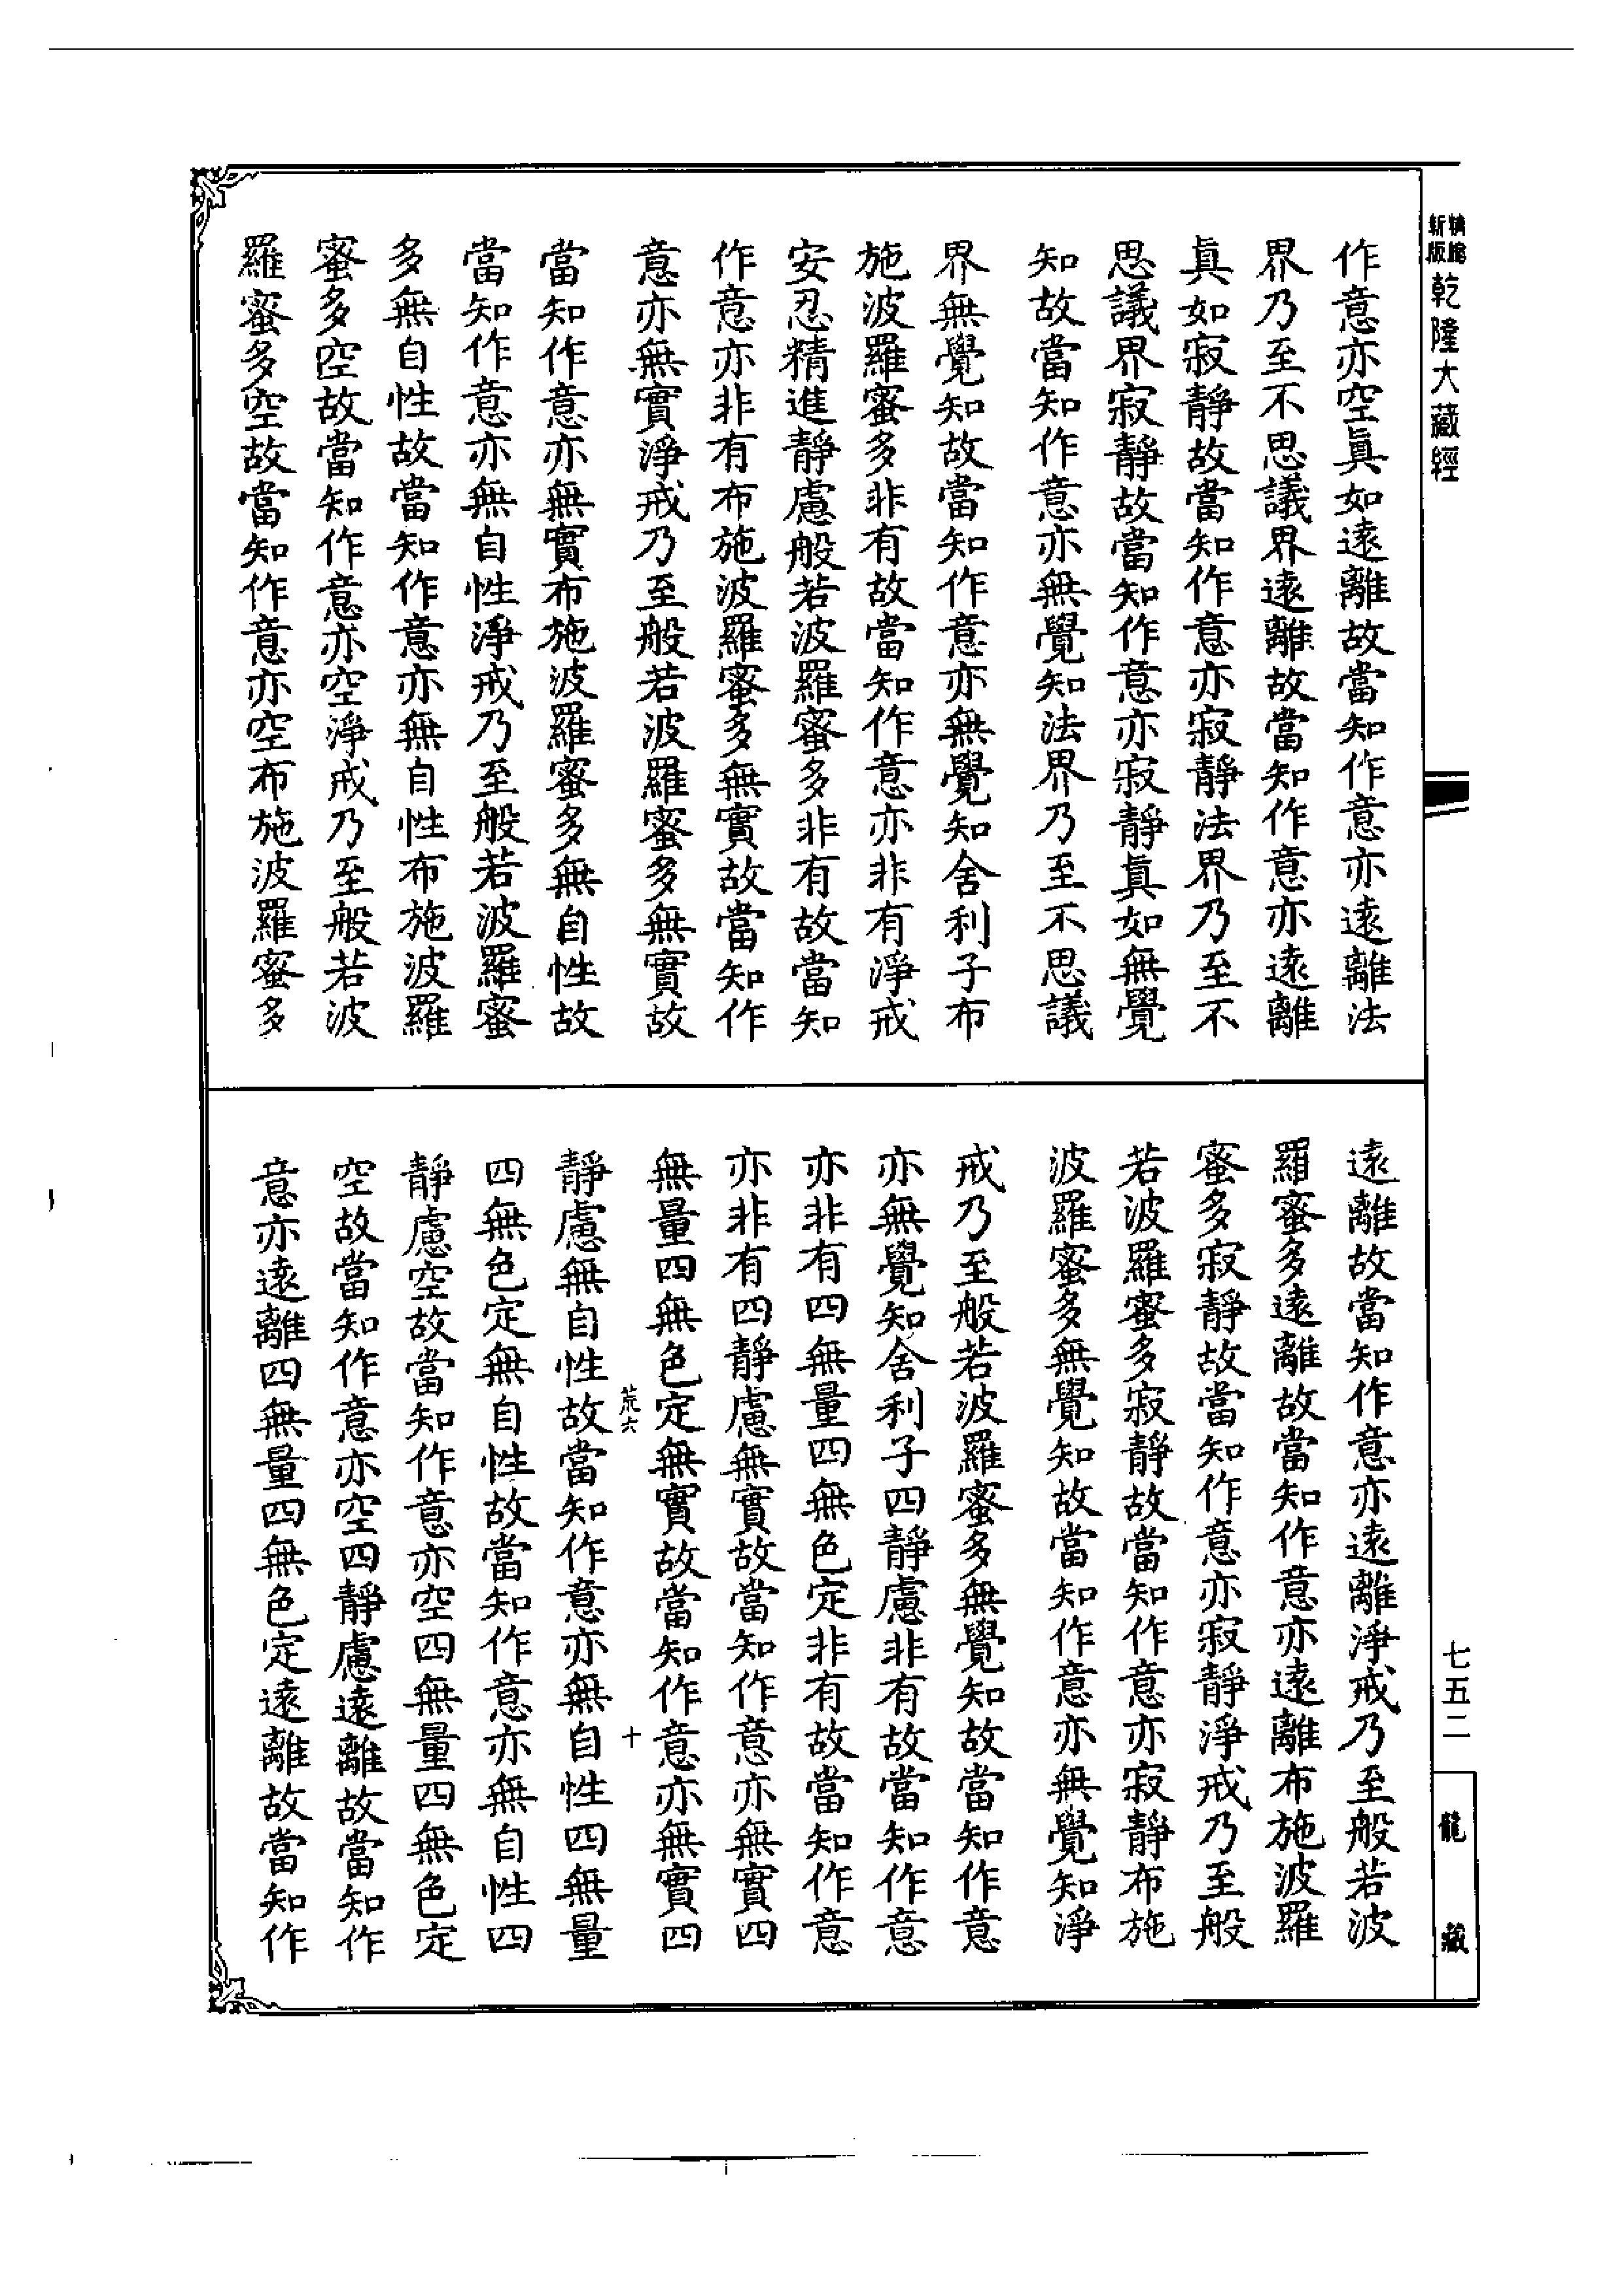 精縮
新版
乾隆大藏經
作意亦空真如遠離故當知作意亦遠離法
界乃至不思議界遠離故當知作意亦遠離
真如寂靜故當知作意亦寂靜法界乃至不
思議界寂靜故當知作意亦寂靜真如無覺
知故當知作意亦無覺知法界乃至不思議
界無覺知故當知作意亦無覺知舍利子布
施波羅蜜多非有故當知作意亦非有淨戒
安忍精進靜慮般若波羅蜜多非有故當知
作意亦非有布施波羅蜜多無實故當知作
意亦無實淨戒乃至般若波羅蜜多無實故
當知作意亦無實布施波羅蜜多無自性故
當知作意亦無自性淨戒乃至般若波羅蜜
多無自性故當知作意亦無自性布施波羅
蜜多空故當知作意亦空淨戒乃至般若波
羅蜜多空故當知作意亦空布施波羅蜜多
遠離故當知作意亦遠離淨戒乃至般若波
羅蜜多遠離故當知作意亦遠離布施波羅
蜜多寂靜故當知作意亦寂靜淨戒乃至般
若波羅蜜多寂靜故當知作意亦寂靜布施
波羅蜜多無覺知故當知作意亦無覺知淨
戒乃至般若波羅蜜多無覺知故當知作意
亦無覺知舍利子四靜慮非有故當知作意
亦非有四無量四無色定非有故當知作意
亦非有四靜慮無實故當知作意亦無實四
無量四無色定無實故當知作意亦無實四
荒六
十
靜慮無自性故當知作意亦無自性四無量
四無色定無自性故當知作意亦無自性四
靜慮空故當知作意亦空四無量四無色定
空故當知作意亦空四靜慮遠離故當知作
意亦遠離四無量四無色定遠離故當知作
七五二
龍藏